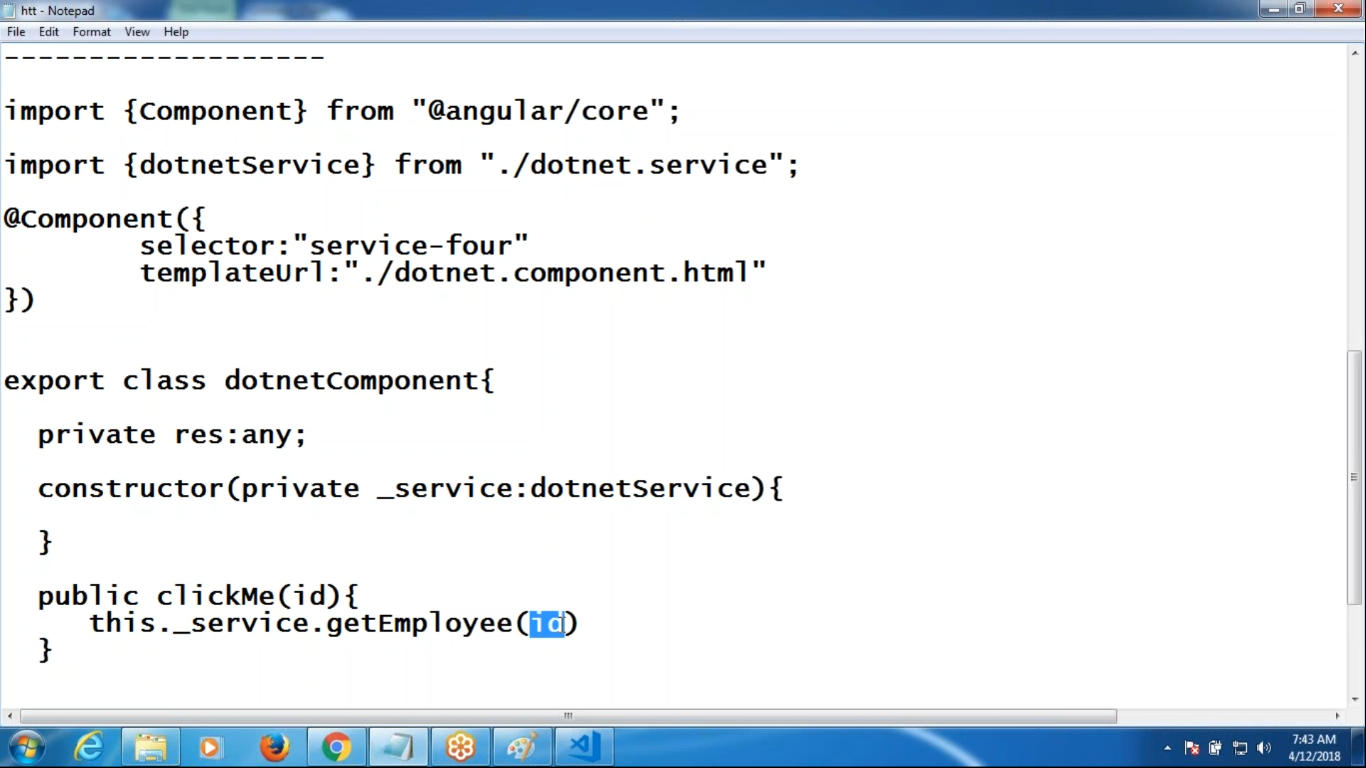 htt - Notepad
File Edit Format View Help
-------------------
import {Component} from "@angular/core";
import {dotnetService} from "./dotnet.service";
@Component({
selector:"service-four"
templateUrl:"./dotnet.component.html"
})
export class dotnetComponent{
private res:any;
constructor(private _service:dotnetService){
}
public clickMe(id){
this._service.getEmployee(id)
}
7:43 AM
4/12/2018